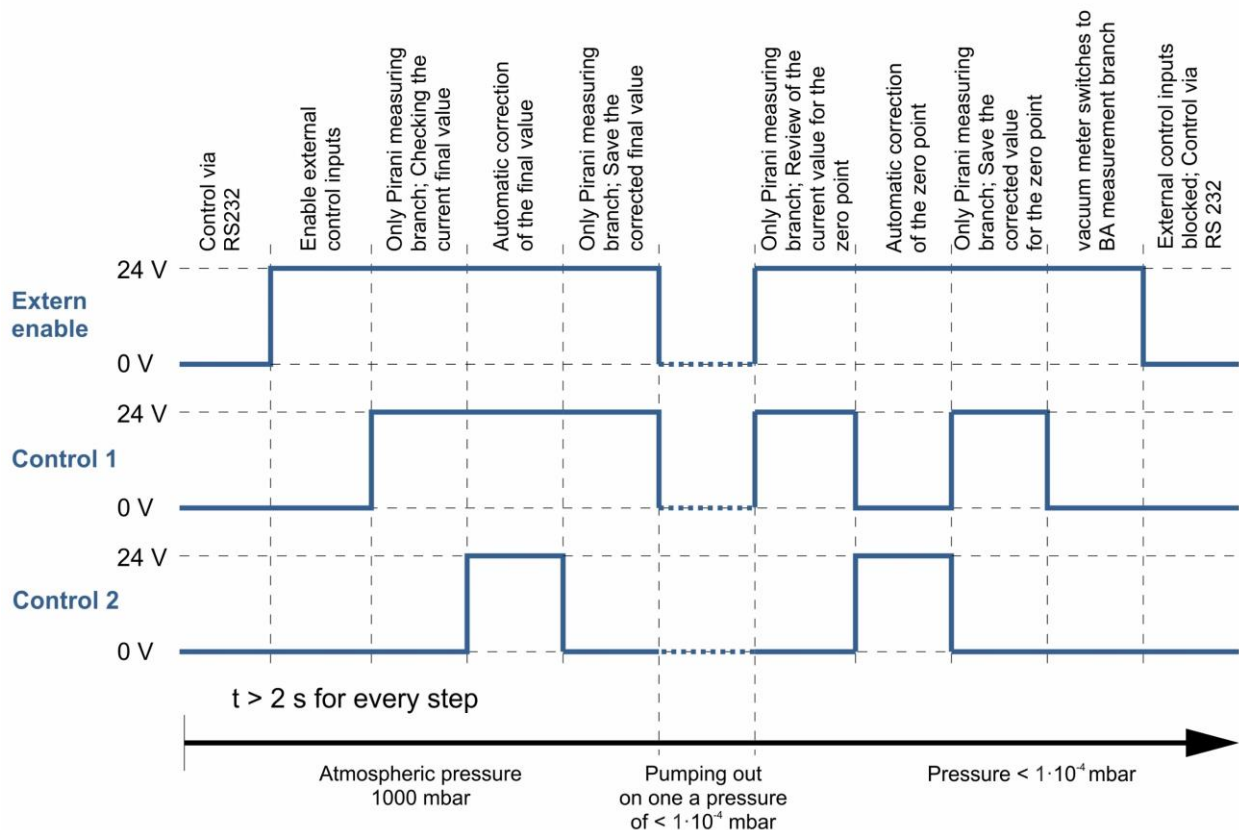 Control via
RS232
Enable external
control inputs
Only Pirani measuring
branch; Checking the
current final value
Automatic correction
of the final value
Only Pirani measuring
branch; Save the
corrected final value
Only Pirani measuring
branch; Review of the
current value for the
zero point
Automatic correction
of the zero point
Only Pirani measuring
branch; Save the
corrected value
for the zero point
vacuum meter switches to
BA measurement branch
External control inputs
blocked; Control via
RS 232
24 V
Extern
enable
0 V
24 V
Control 1
0 V
24 V
Control 2
0 V
t > 2 s for every step
Atmospheric pressure
1000 mbar
Pumping out
on one a pressure
of < 1·10⁻⁴ mbar
Pressure < 1·10⁻⁴ mbar